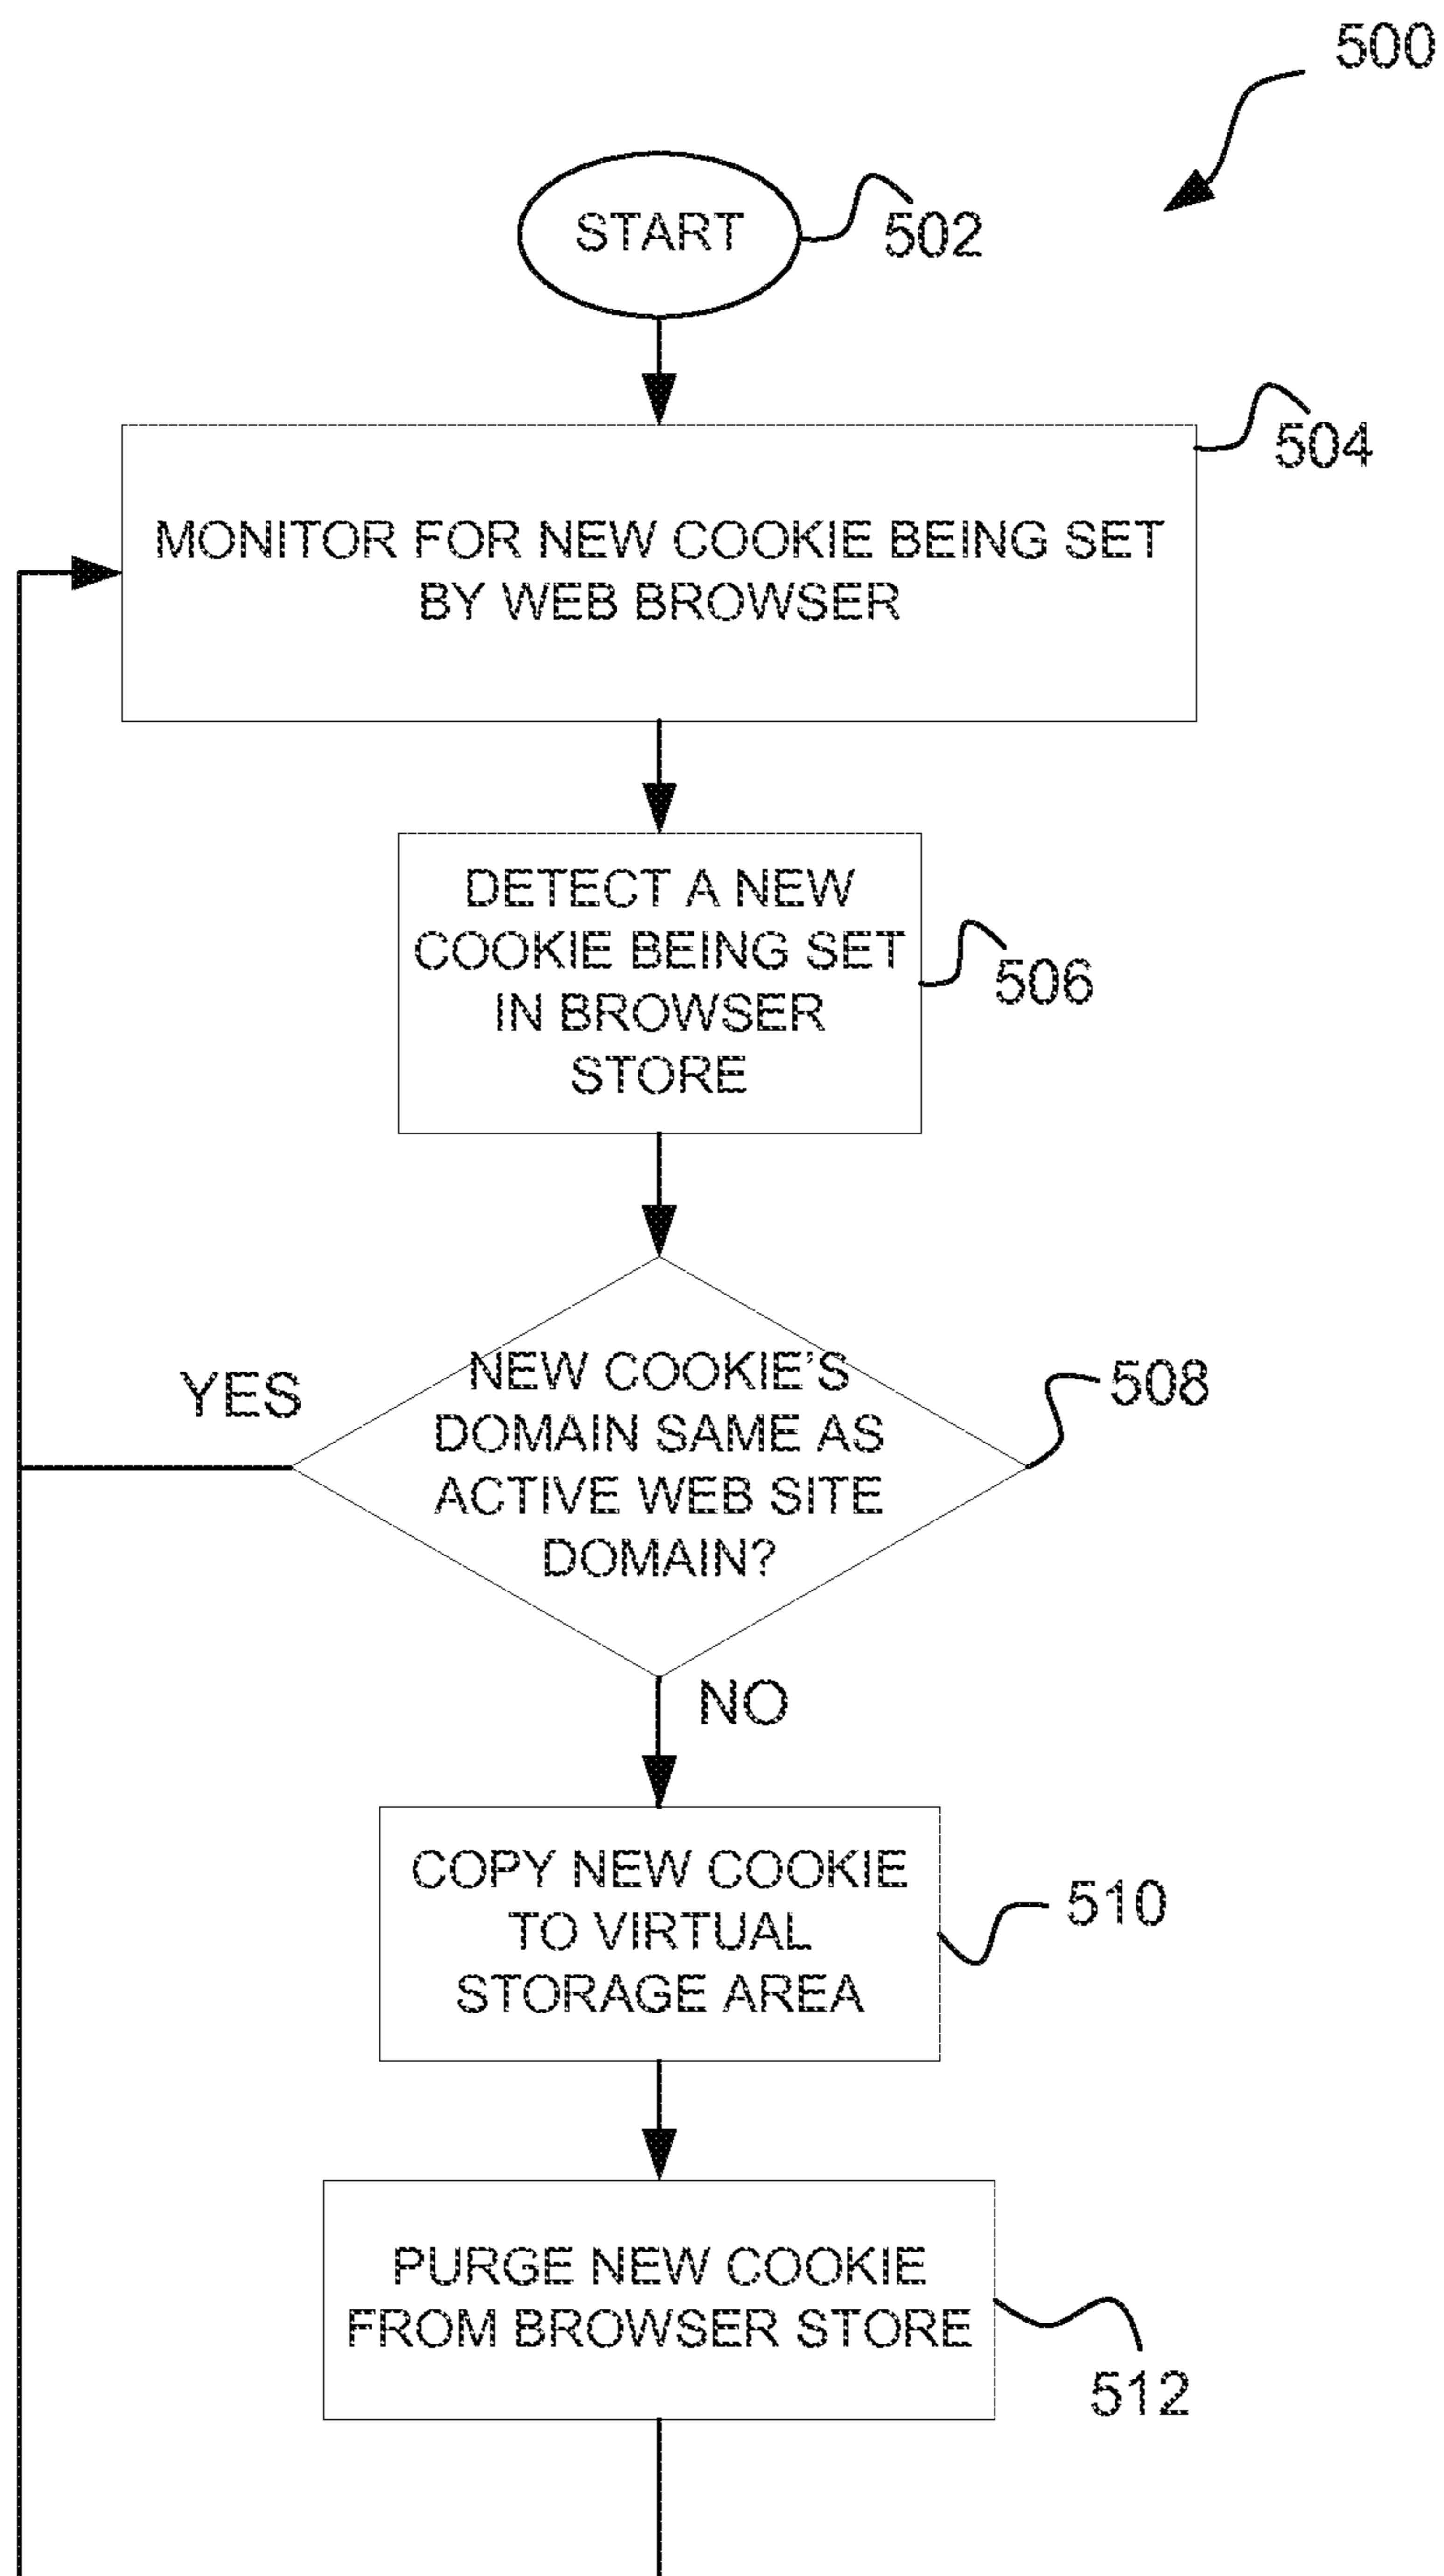 500
START
502
504
MONITOR FOR NEW COOKIE BEING SET
BY WEB BROWSER
DETECT A NEW
COOKIE BEING SET
IN BROWSER
STORE
506
YES
NEW COOKIE'S
DOMAIN SAME AS
ACTIVE WEB SITE
DOMAIN?
508
NO
COPY NEW COOKIE
TO VIRTUAL
STORAGE AREA
510
PURGE NEW COOKIE
FROM BROWSER STORE
512